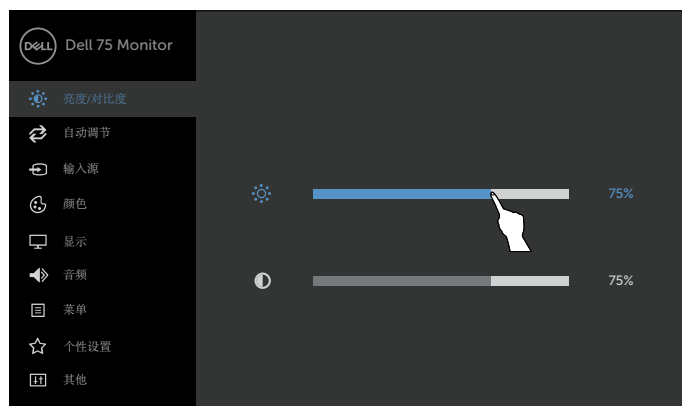 DELL Dell 75 Monitor
亮度/对比度
自动调节
输入源
颜色
显示
音频
菜单
个性设置
其他
75%
75%